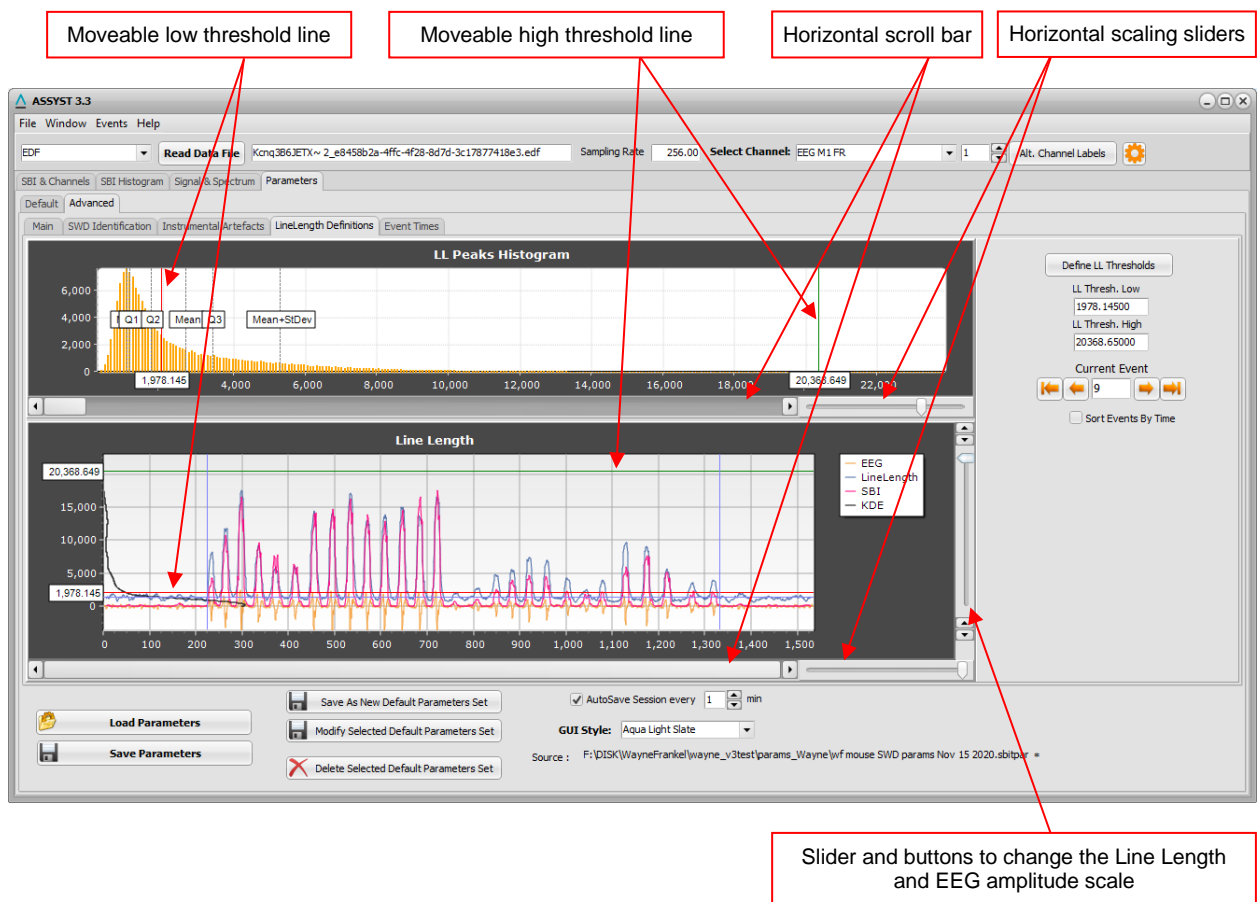 Moveable low threshold line
Moveable high threshold line
Horizontal scroll bar
Horizontal scaling sliders
ASSYST 3.3
File Window Events Help
EDF
Read Data File
Kcnq3B6JETX~ 2_e8458b2a-4ffc-4f28-8d7d-3c17877418e3.edf
Sampling Rate
256.00
Select Channel:
EEG M1 FR
1
Alt. Channel Labels
SBI & Channels
SBI Histogram
Signal & Spectrum
Parameters
Default
Advanced
Main
SWD Identification
Instrumental Artefacts
LineLength Definitions
Event Times
LL Peaks Histogram
6,000
4,000
2,000
0
Q1
Q2
Mean
Q3
Mean+StDev
1,978.145
4,000
6,000
8,000
10,000
12,000
14,000
16,000
18,000
20,368.649
22,000
Define LL Thresholds
LL Thresh. Low
1978.14500
LL Thresh. High
20368.65000
Current Event
9
Sort Events By Time
Line Length
20,368.649
15,000
10,000
5,000
1,978.145
0
0 100 200 300 400 500 600 700 800 900 1,000 1,100 1,200 1,300 1,400 1,500
EEG
LineLength
SBI
KDE
Load Parameters
Save Parameters
Save As New Default Parameters Set
Modify Selected Default Parameters Set
Delete Selected Default Parameters Set
AutoSave Session every 1 min
GUI Style: Aqua Light Slate
Source : F:\DISK\WayneFrankel\wayne_v3test\params_Wayne\wf mouse SWD params Nov 15 2020.sbitpar =
Slider and buttons to change the Line Length
and EEG amplitude scale